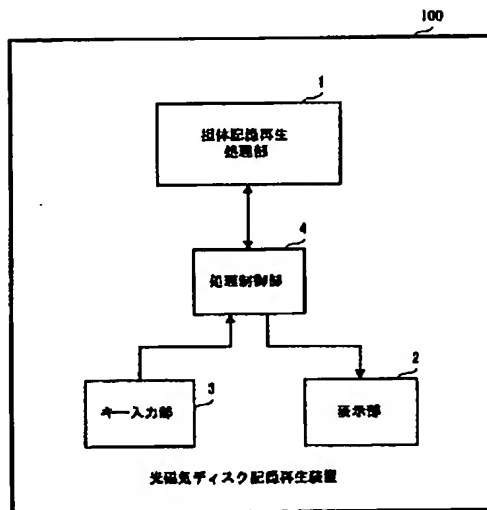 100
1
担体記録再生
処理部
4
処理制御部
3
キー入力部
2
表示部
光磁気ディスク記録再生装置